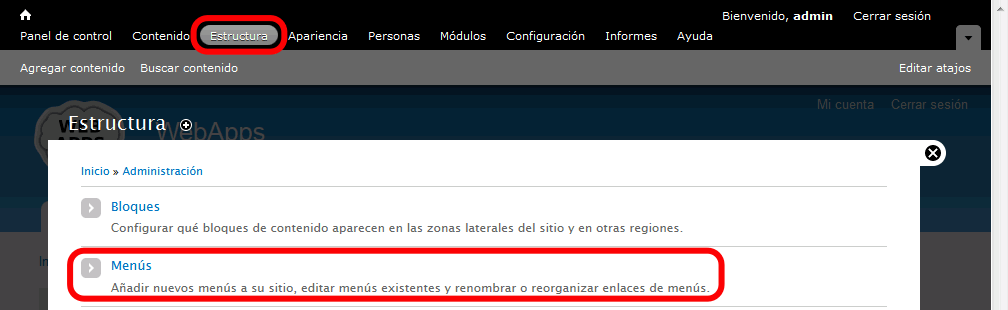 Bienvenido, admin Cerrar sesión
Panel de control Contenido Estructura Apariencia Personas Módulos Configuración Informes Ayuda
Agregar contenido Buscar contenido Editar atajos
Mi cuenta Cerrar sesión
WebApps
Estructura
Inicio » Administración
Bloques
Configurar qué bloques de contenido aparecen en las zonas laterales del sitio y en otras regiones.
Menús
Añadir nuevos menús a su sitio, editar menús existentes y renombrar o reorganizar enlaces de menús.